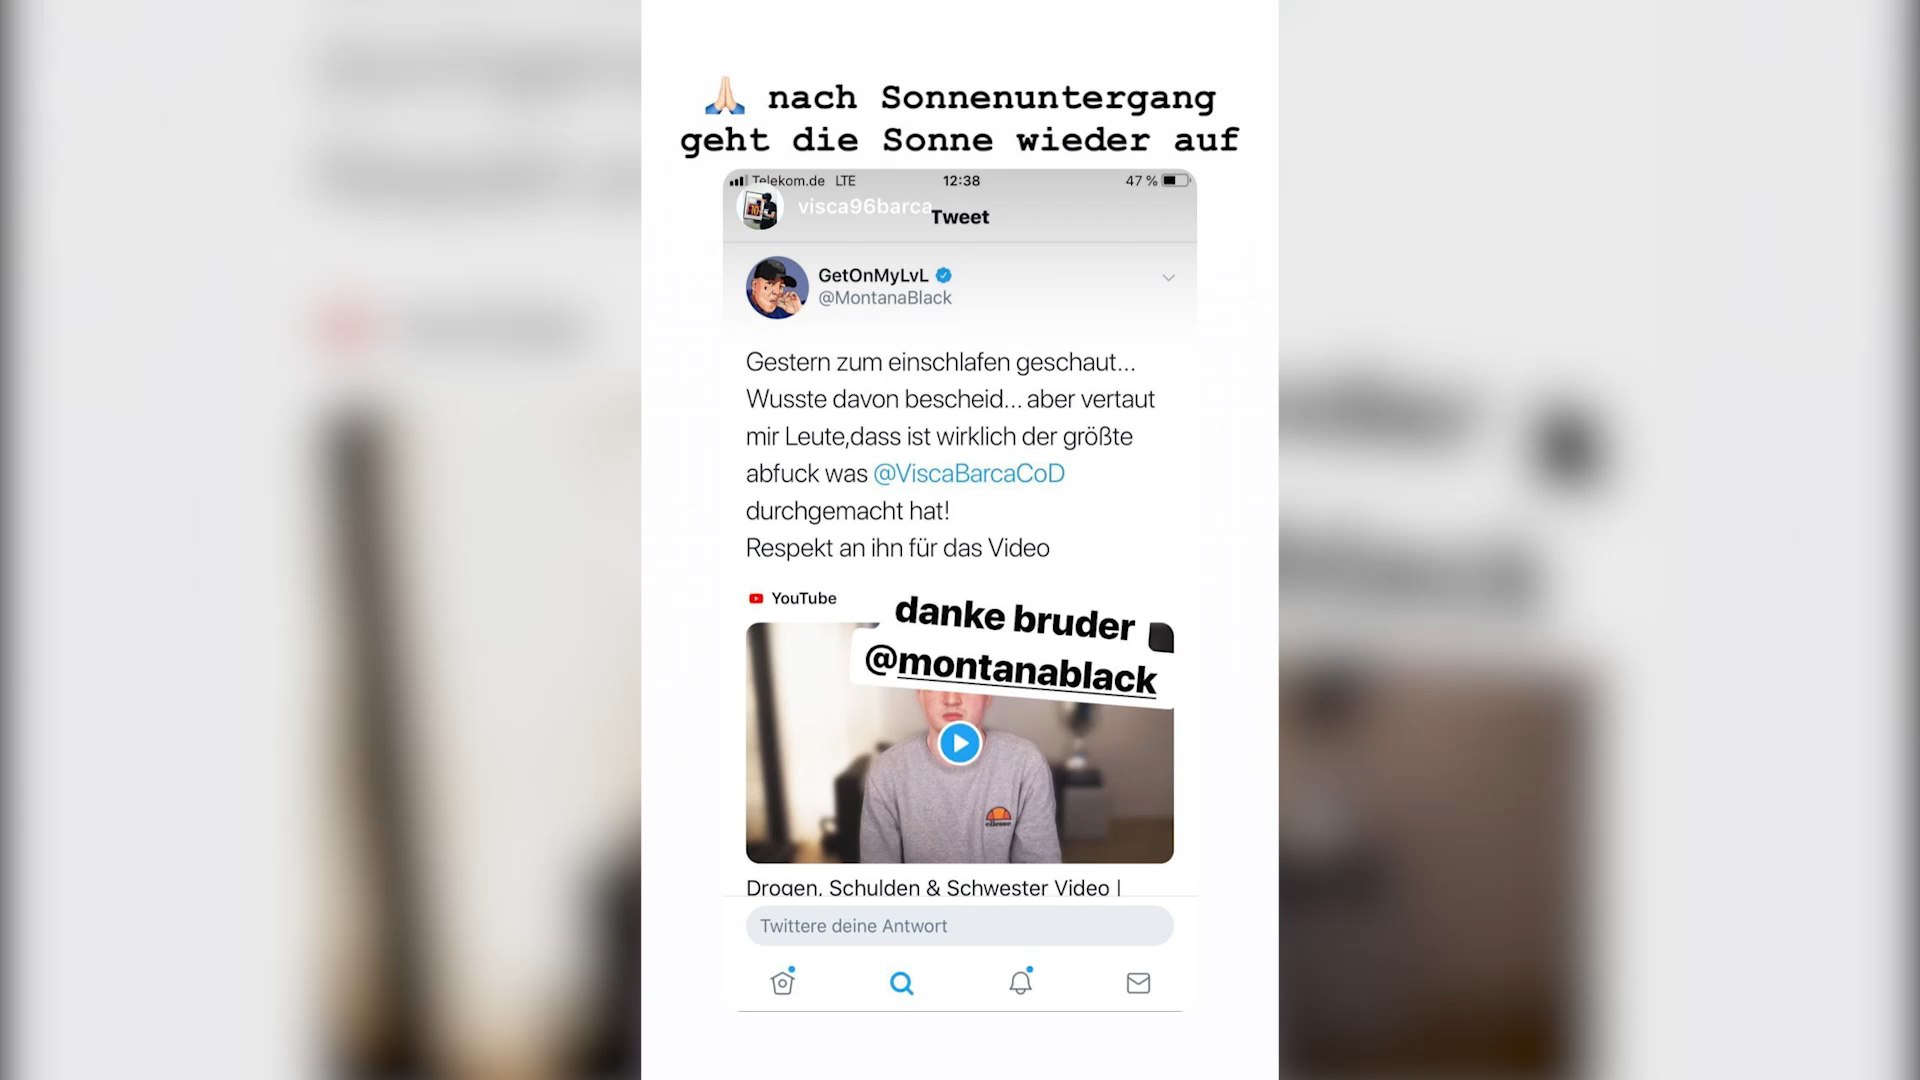 🙏🏻 nach Sonnenuntergang
geht die Sonne wieder auf
Telekom.de LTE 12:38 47 %
visca96barca
Tweet
GetOnMyLvL
@MontanaBlack
Gestern zum einschlafen geschaut...
Wusste davon bescheid... aber vertaut
mir Leute,dass ist wirklich der größte
abfuck was @ViscaBarcaCoD
durchgemacht hat!
Respekt an ihn für das Video
YouTube
danke bruder
@montanablack
ellesse
Drogen, Schulden & Schwester Video |
Twittere deine Antwort